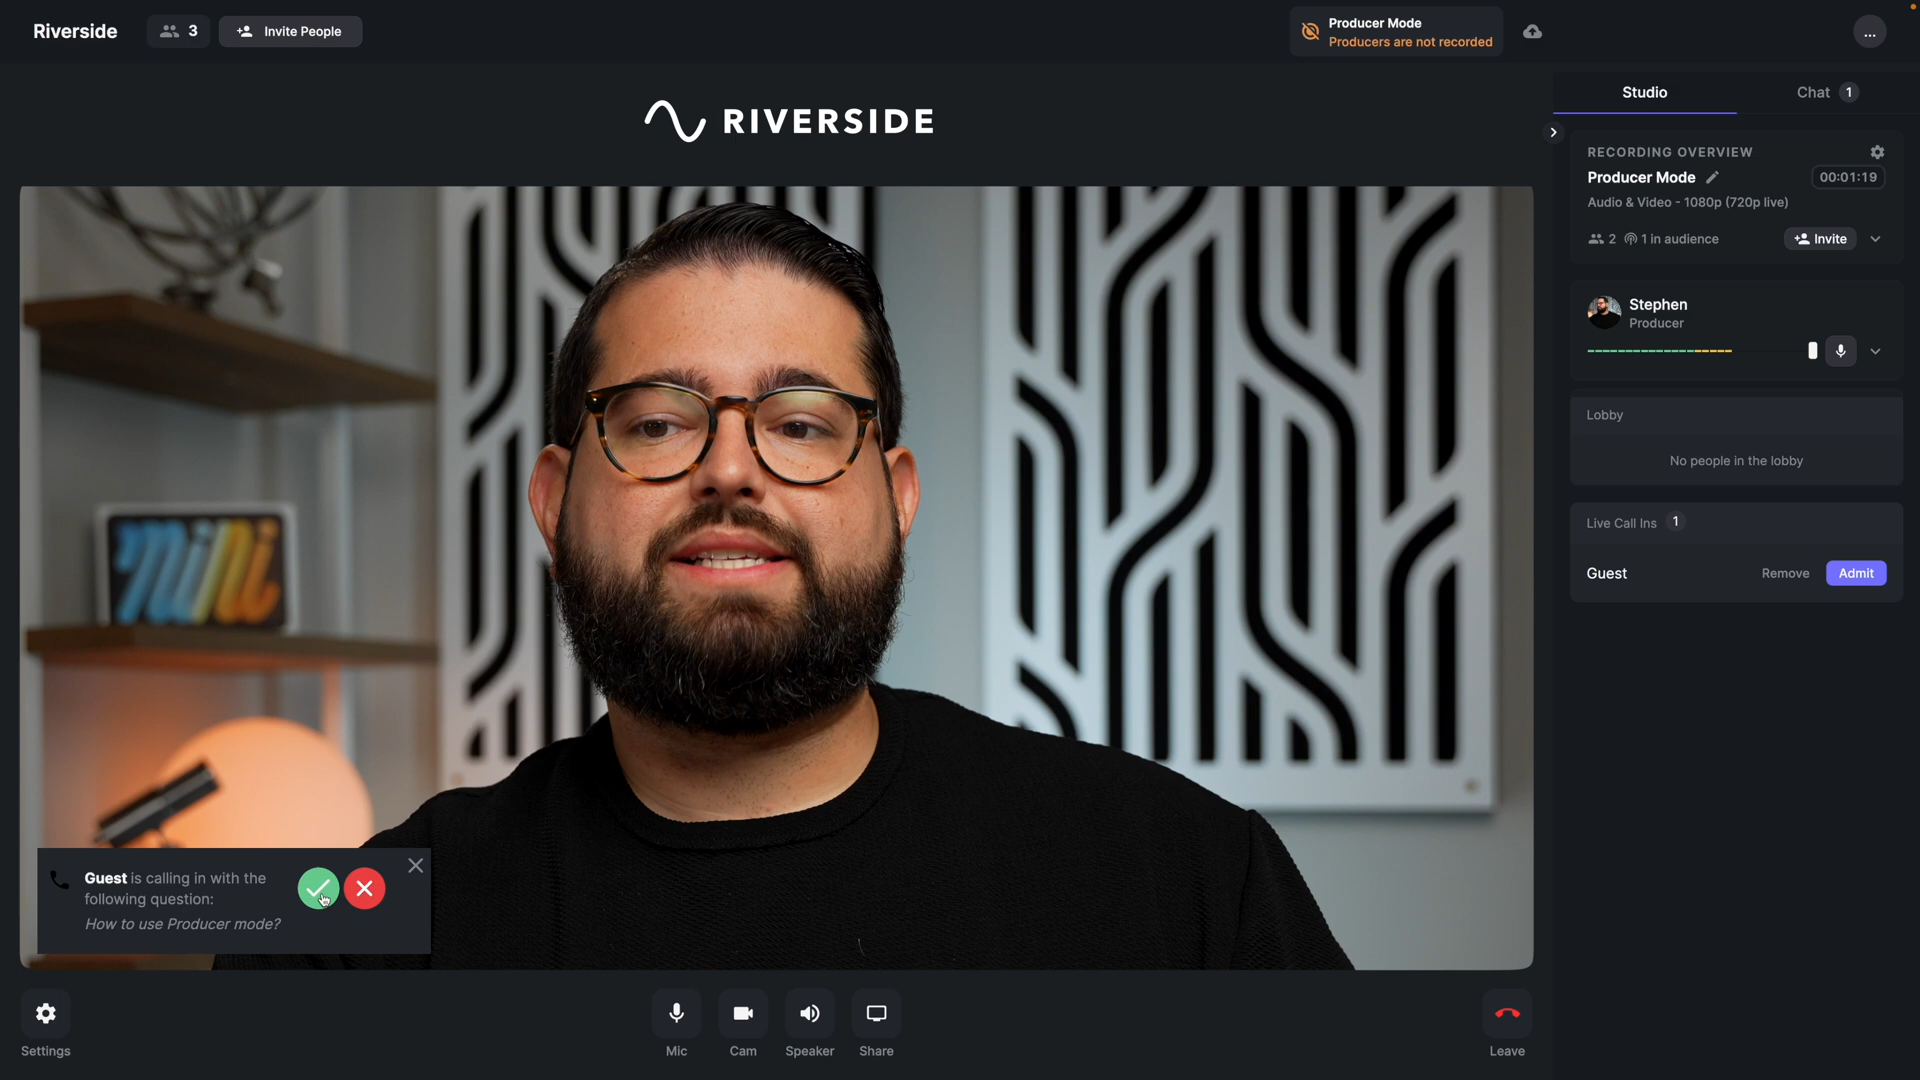 Riverside
3
Invite People
Producer Mode
Producers are not recorded
...
RIVERSIDE
Studio
Chat 1
RECORDING OVERVIEW
Producer Mode
00:01:19
Audio & Video - 1080p (720p live)
2 1 in audience
Invite
Stephen
Producer
Lobby
No people in the lobby
Live Call Ins 1
Guest
Remove
Admit
mini
Guest is calling in with the
following question:
How to use Producer mode?
Settings
Mic
Cam
Speaker
Share
Leave